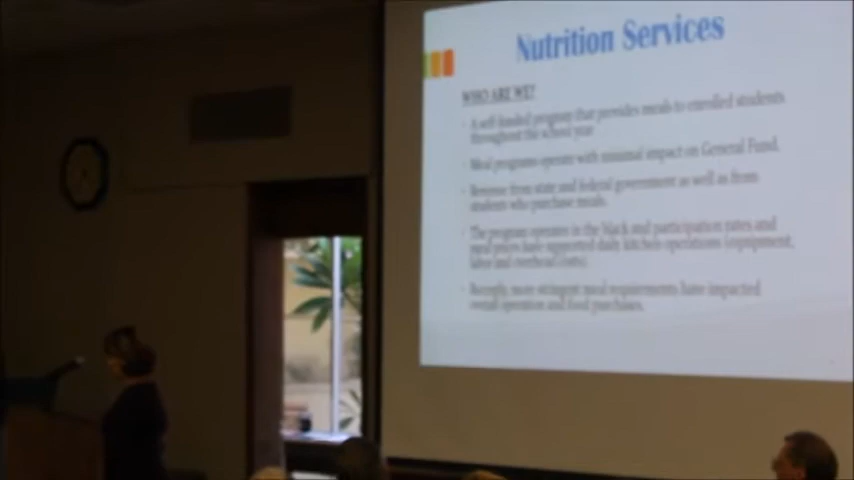 Nutrition Services
WHO ARE WE?
A self-funded program that provides meals to enrolled students
throughout the school year
Meal programs operate with minimal impact on General Fund.
Revenue from state and federal government as well as from
students who purchase meals.
The program operates in the black and participation rates and
meal prices have supported daily kitchen operations (equipment,
labor and overhead costs)
Recently, more stringent meal requirements have impacted
overall operation and food purchases.